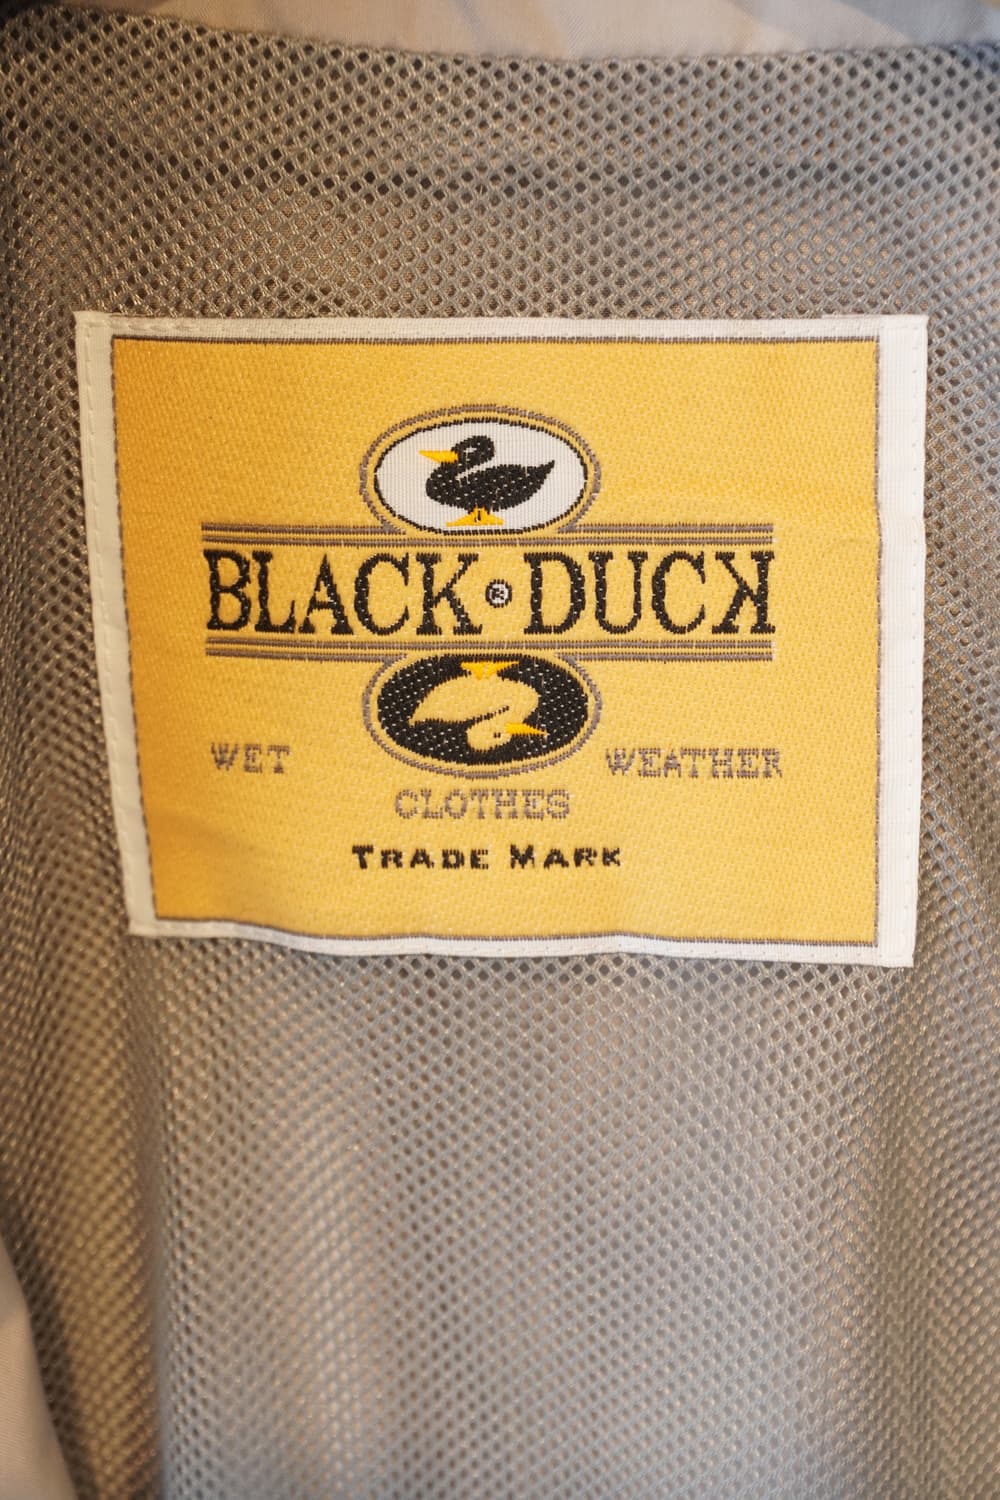 BLACK ® DUCK
WET WEATHER
CLOTHES
TRADE MARK